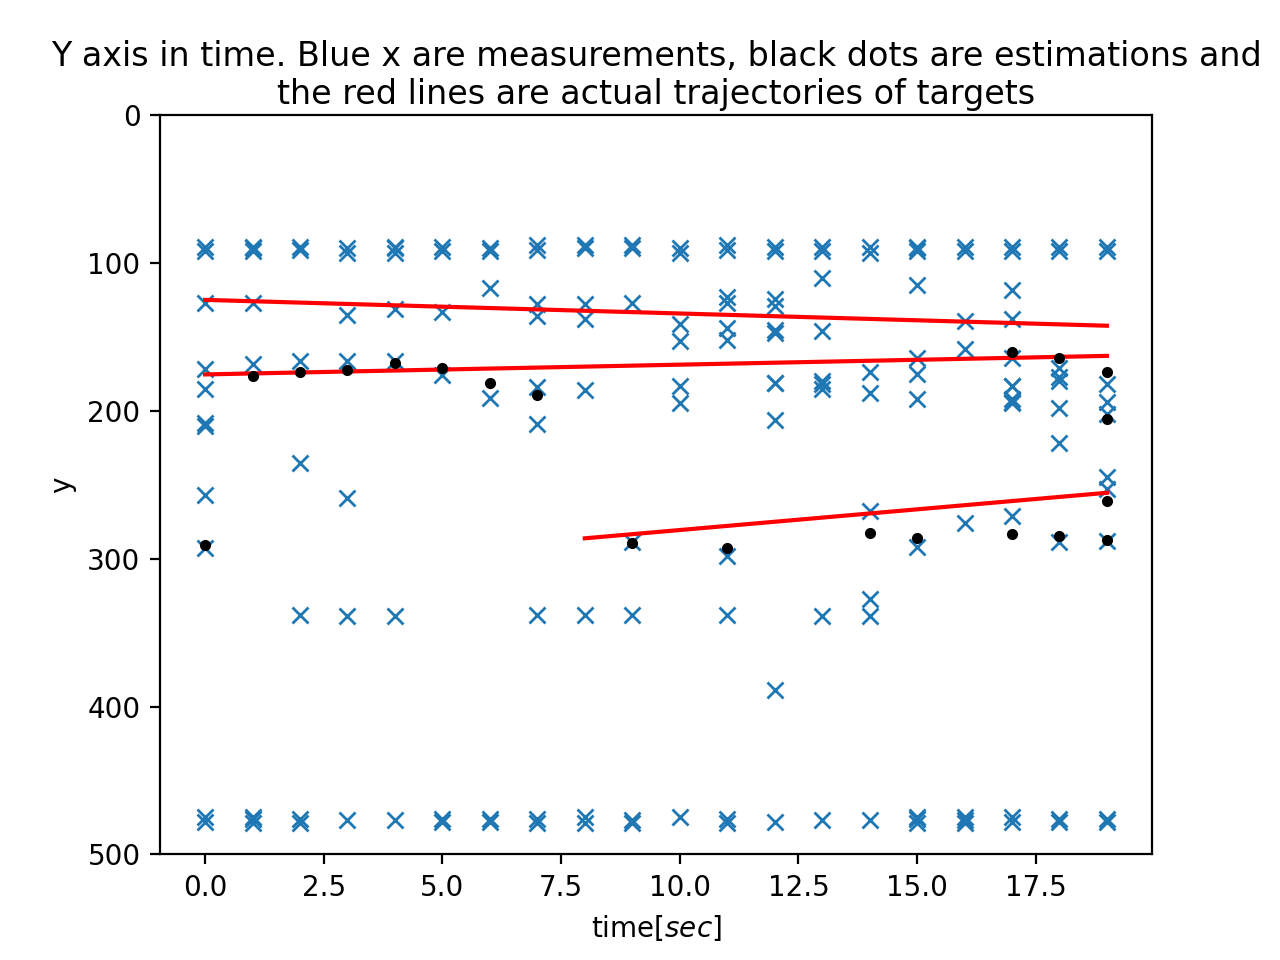 Y axis in time. Blue x are measurements, black dots are estimations and
the red lines are actual trajectories of targets
0
100
200
300
400
500
y
0.0 2.5 5.0 7.5 10.0 12.5 15.0 17.5
time[sec]